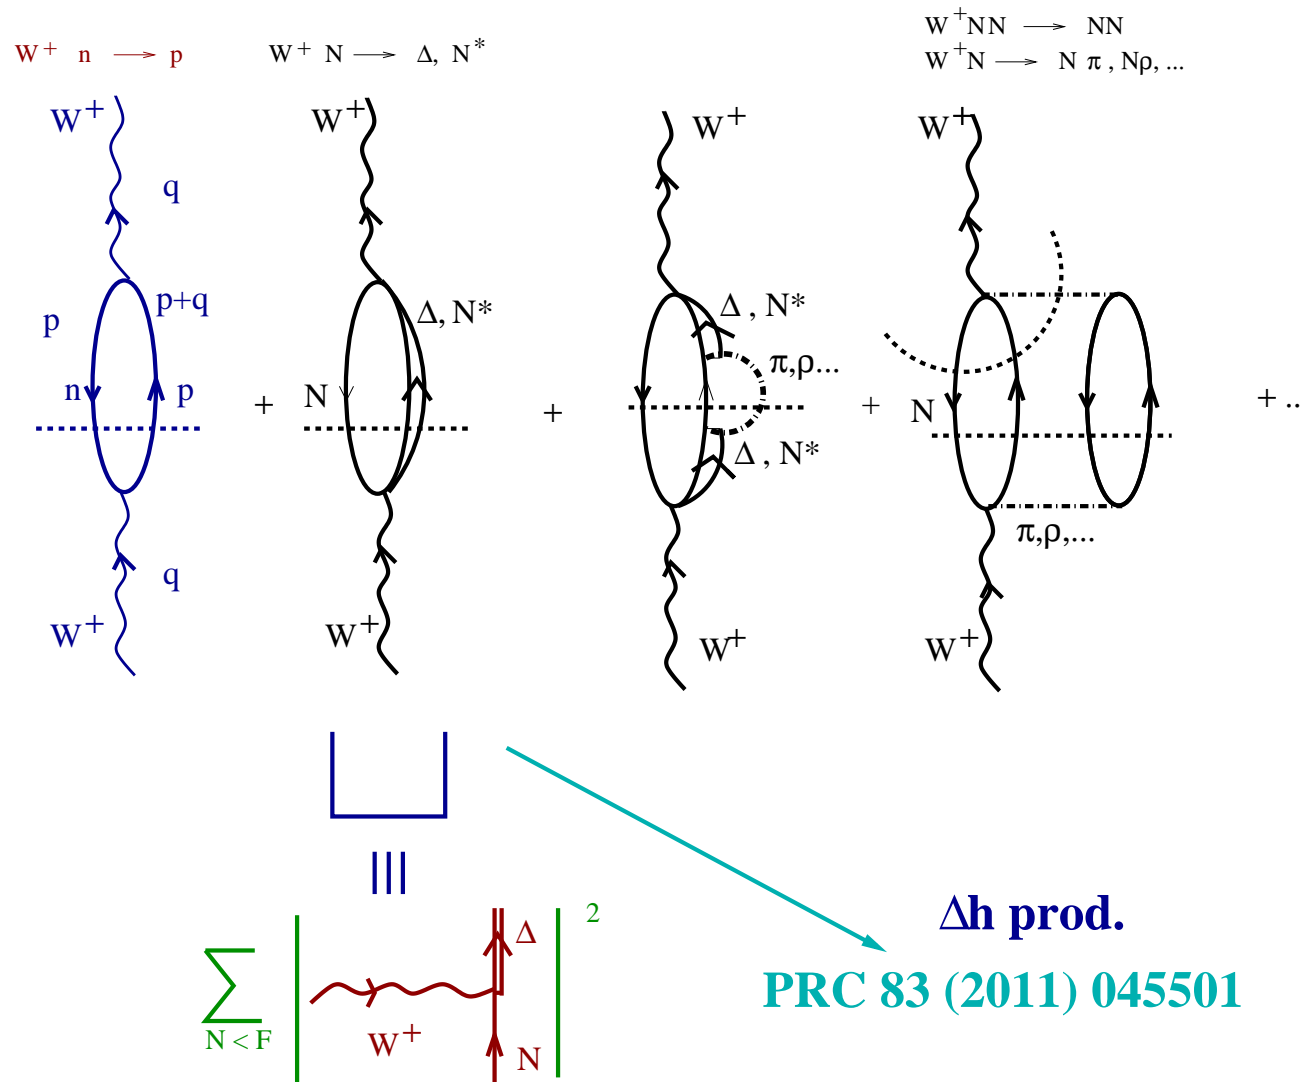 W⁺ n → p
W⁺ N → Δ, N*
W⁺NN → NN
W⁺N → N π , Nρ, ...
W⁺
q
p
p+q
n
p
q
W⁺
+
W⁺
Δ, N*
N
W⁺
+
W⁺
Δ , N*
π,ρ...
Δ , N*
W⁺
+
W⁺
N
π,ρ,...
W⁺
+ ..
Σ
N < F
Δ
W⁺
N
2
Δh prod.
PRC 83 (2011) 045501